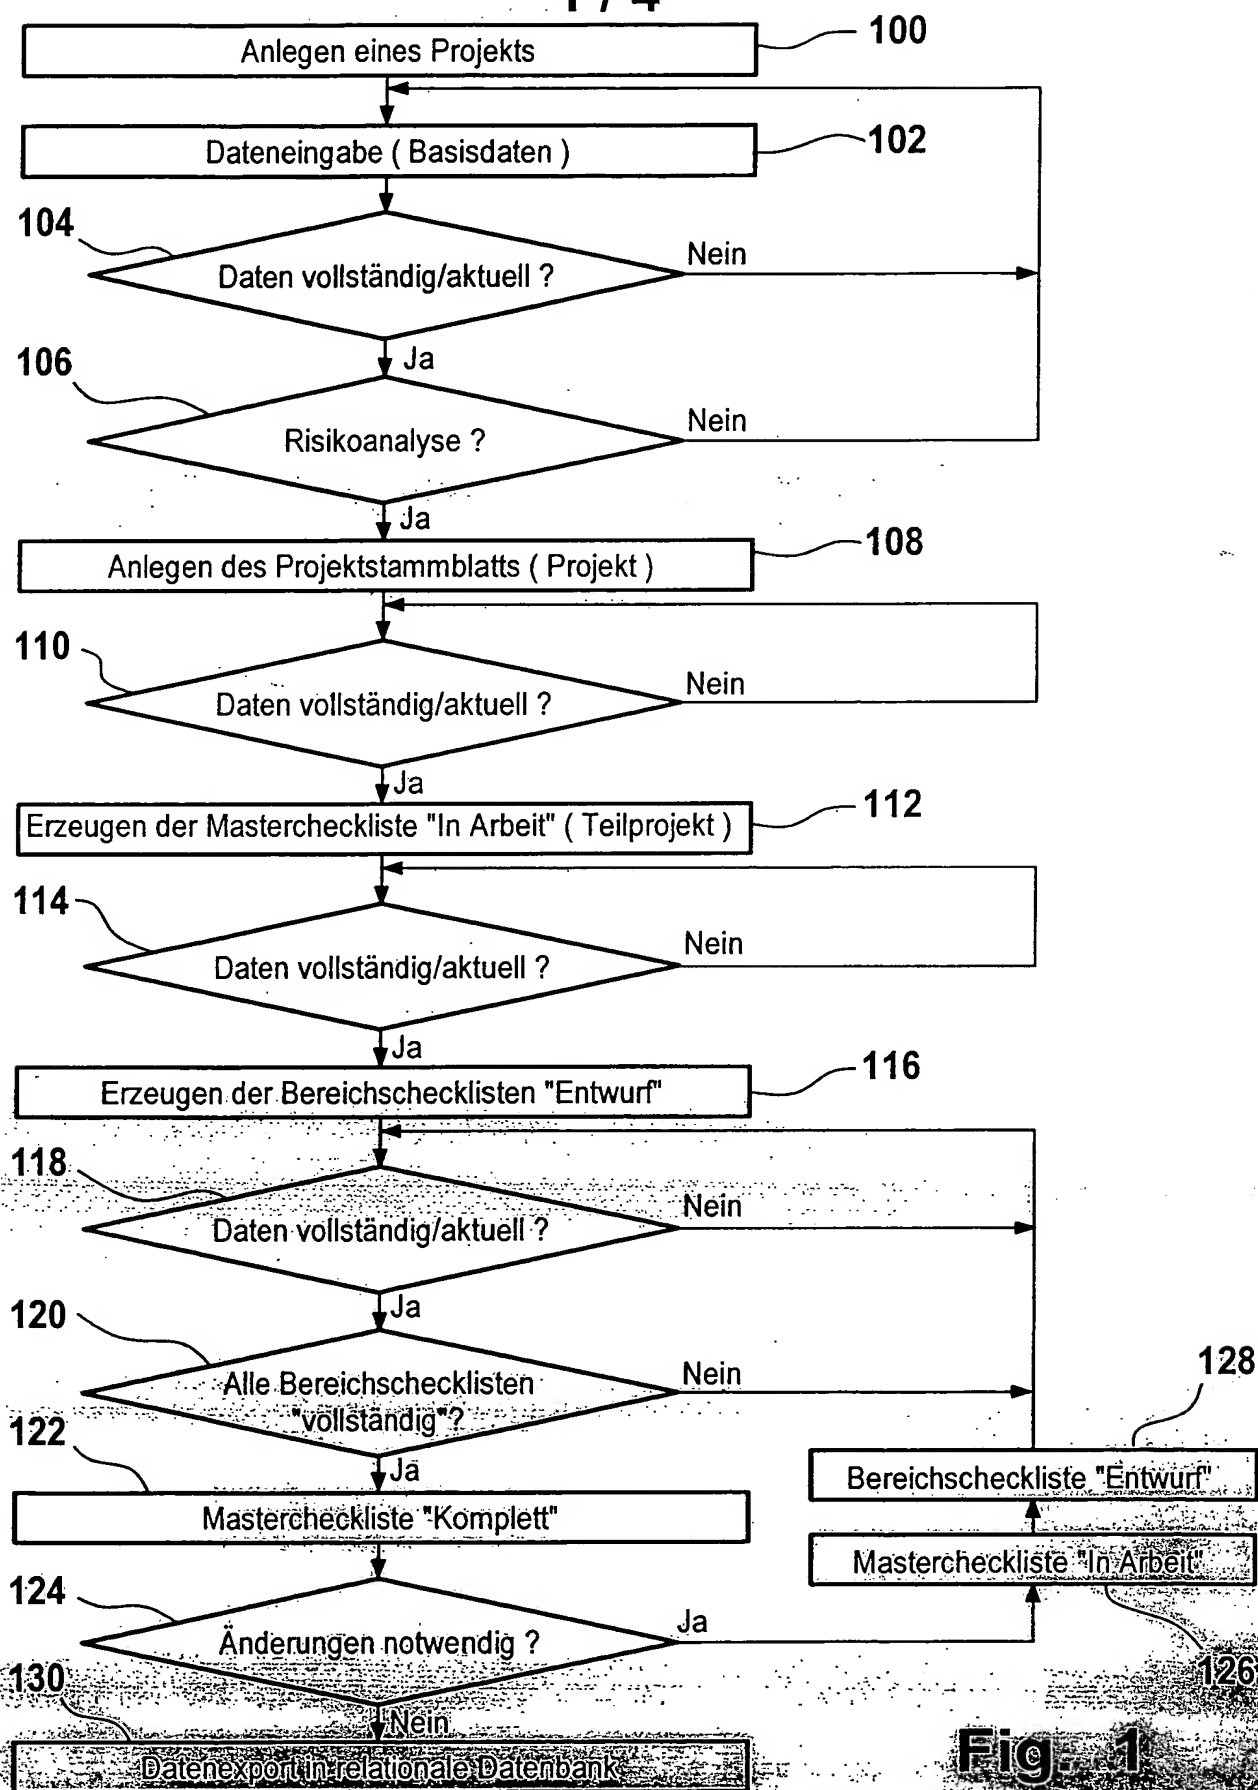 1 / 4
Anlegen eines Projekts
100
Dateneingabe ( Basisdaten )
102
104
Daten vollständig/aktuell ?
Nein
Ja
106
Risikoanalyse ?
Nein
Ja
Anlegen des Projektstammblatts ( Projekt )
108
110
Daten vollständig/aktuell ?
Nein
Ja
Erzeugen der Mastercheckliste "In Arbeit" ( Teilprojekt )
112
114
Daten vollständig/aktuell ?
Nein
Ja
Erzeugen der Bereichschecklisten "Entwurf"
116
118
Daten vollständig/aktuell ?
Nein
Ja
120
Alle Bereichschecklisten
"vollständig"?
Nein
128
122
Ja
Bereichscheckliste "Entwurf"
Mastercheckliste "Komplett"
Mastercheckliste "In Arbeit"
124
Änderungen notwendig ?
Ja
126
130
Nein
Datenexport in relationale Datenbank
Fig. 1